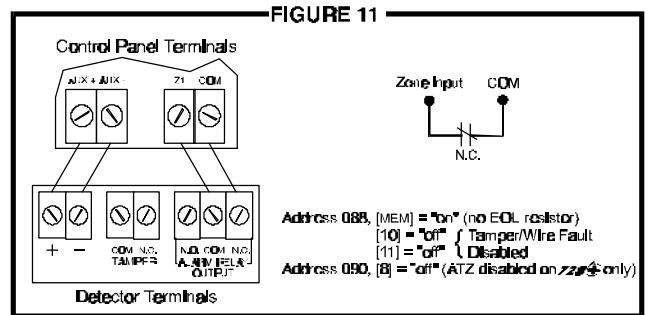 FIGURE 11
Control Panel Terminals
AUX + AUX - Z1 COM
Zone Input COM
N.C.
+ - COM N.C. N.O. COM N.C.
TAMPER ALARM RELAY
OUTPUT
Detector Terminals
Address 088, [MEM] = "on" (no EOL resistor)
[10] = "off" { Tamper/Wire Fault
[11] = "off" { Disabled
Address 090, [8] = "off" (ATZ disabled on only)